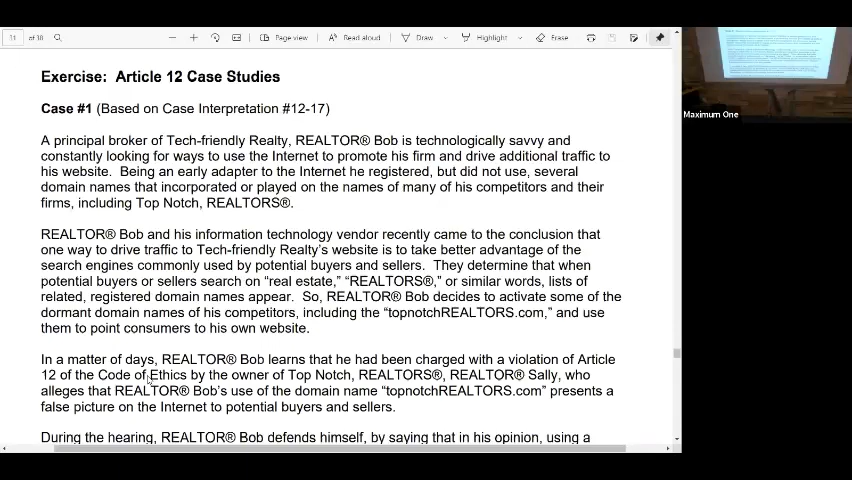 31 of 38
Page view
Read aloud
Draw
Highlight
Erase
Exercise: Article 12 Case Studies
Case #1 (Based on Case Interpretation #12-17)
A principal broker of Tech-friendly Realty, REALTOR® Bob is technologically savvy and
constantly looking for ways to use the Internet to promote his firm and drive additional traffic to
his website. Being an early adapter to the Internet he registered, but did not use, several
domain names that incorporated or played on the names of many of his competitors and their
firms, including Top Notch, REALTORS®.
REALTOR® Bob and his information technology vendor recently came to the conclusion that
one way to drive traffic to Tech-friendly Realty's website is to take better advantage of the
search engines commonly used by potential buyers and sellers. They determine that when
potential buyers or sellers search on “real estate,” “REALTORS®,” or similar words, lists of
related, registered domain names appear. So, REALTOR® Bob decides to activate some of the
dormant domain names of his competitors, including the “topnotchREALTORS.com,” and use
them to point consumers to his own website.
In a matter of days, REALTOR® Bob learns that he had been charged with a violation of Article
12 of the Code of Ethics by the owner of Top Notch, REALTORS®, REALTOR® Sally, who
alleges that REALTOR® Bob's use of the domain name “topnotchREALTORS.com” presents a
false picture on the Internet to potential buyers and sellers.
During the hearing, REALTOR® Bob defends himself, by saying that in his opinion, using a
Maximum One